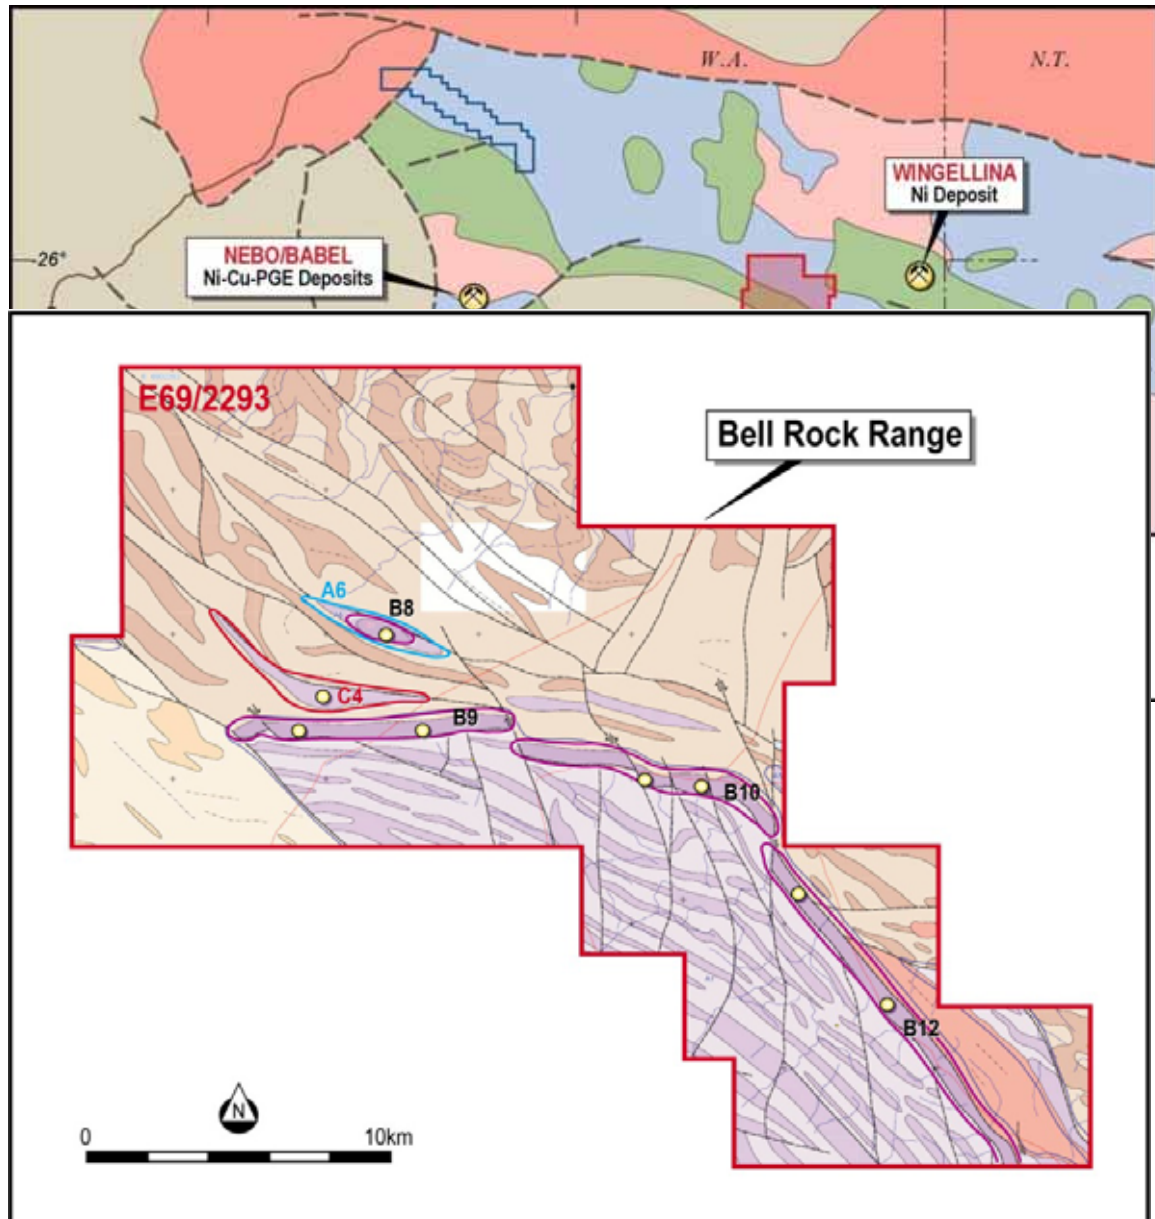 W.A.
N.T.
WINGELLINA
Ni Deposit
26°
NEBO/BABEL
Ni-Cu-PGE Deposits
E69/2293
Bell Rock Range
A6
B8
C4
B9
B10
B12
N
0
10km